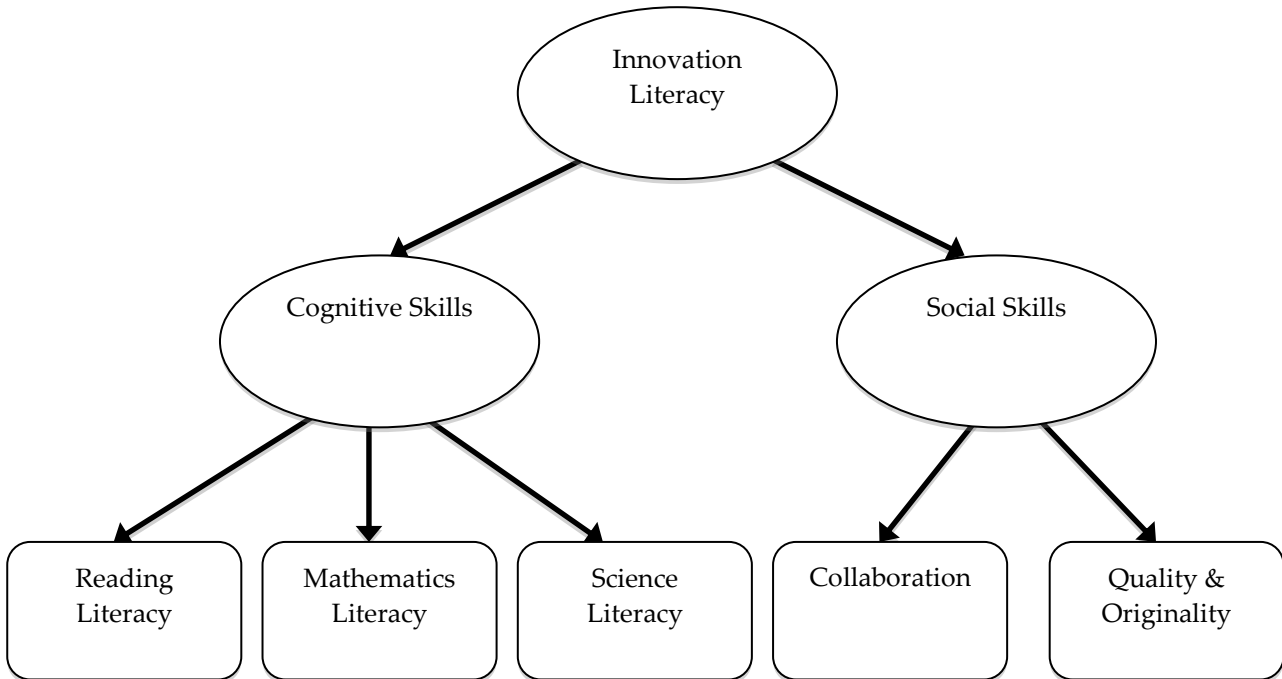 Innovation
Literacy
Cognitive Skills
Social Skills
Reading
Literacy
Mathematics
Literacy
Science
Literacy
Collaboration
Quality &
Originality